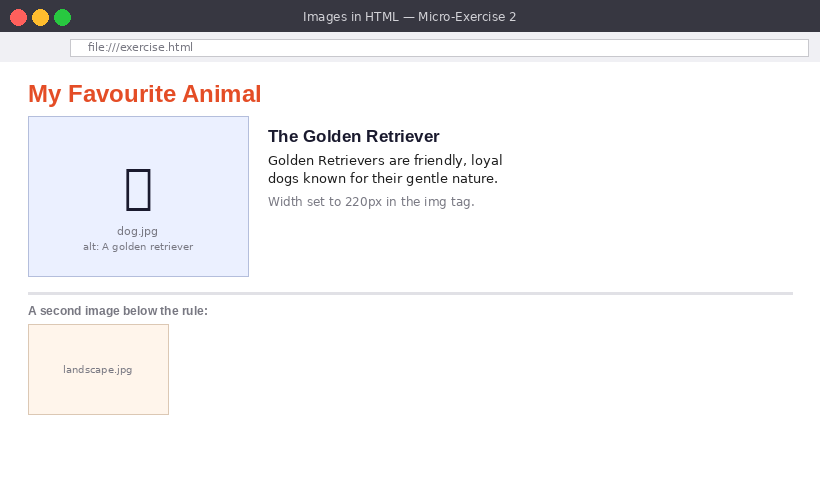 Images in HTML — Micro-Exercise 2
file:///exercise.html
My Favourite Animal
dog.jpg
alt: A golden retriever
The Golden Retriever
Golden Retrievers are friendly, loyal
dogs known for their gentle nature.
Width set to 220px in the img tag.
A second image below the rule:
landscape.jpg